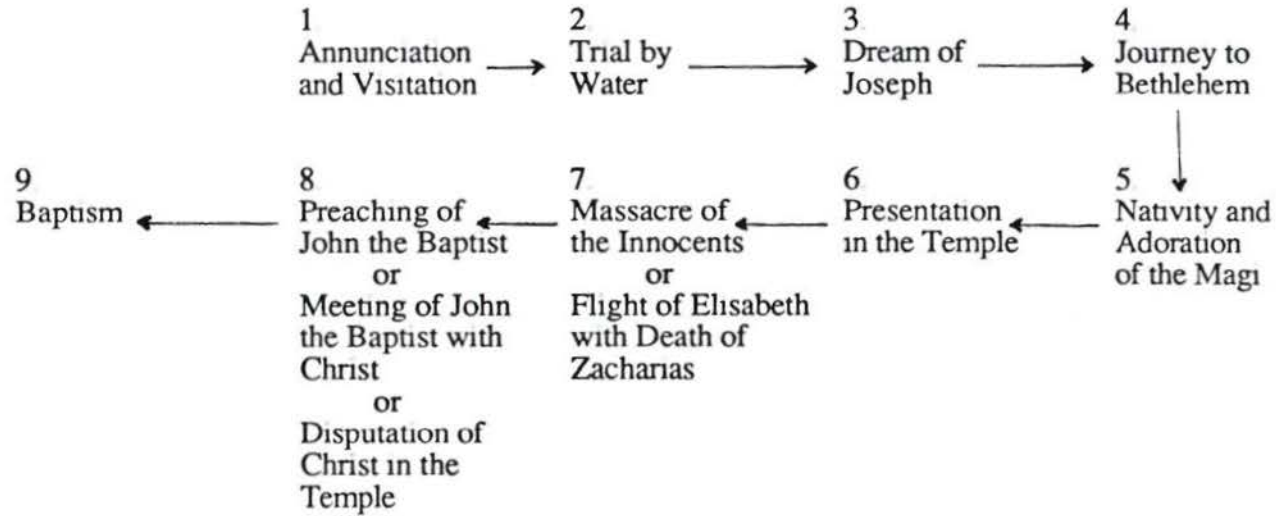 1
Annunciation
and Visitation
2
Trial by
Water
3
Dream of
Joseph
4
Journey to
Bethlehem
5
Nativity and
Adoration
of the Magi
6
Presentation
in the Temple
7
Massacre of
the Innocents
or
Flight of Elisabeth
with Death of
Zacharias
8
Preaching of
John the Baptist
or
Meeting of John
the Baptist with
Christ
or
Disputation of
Christ in the
Temple
9
Baptism